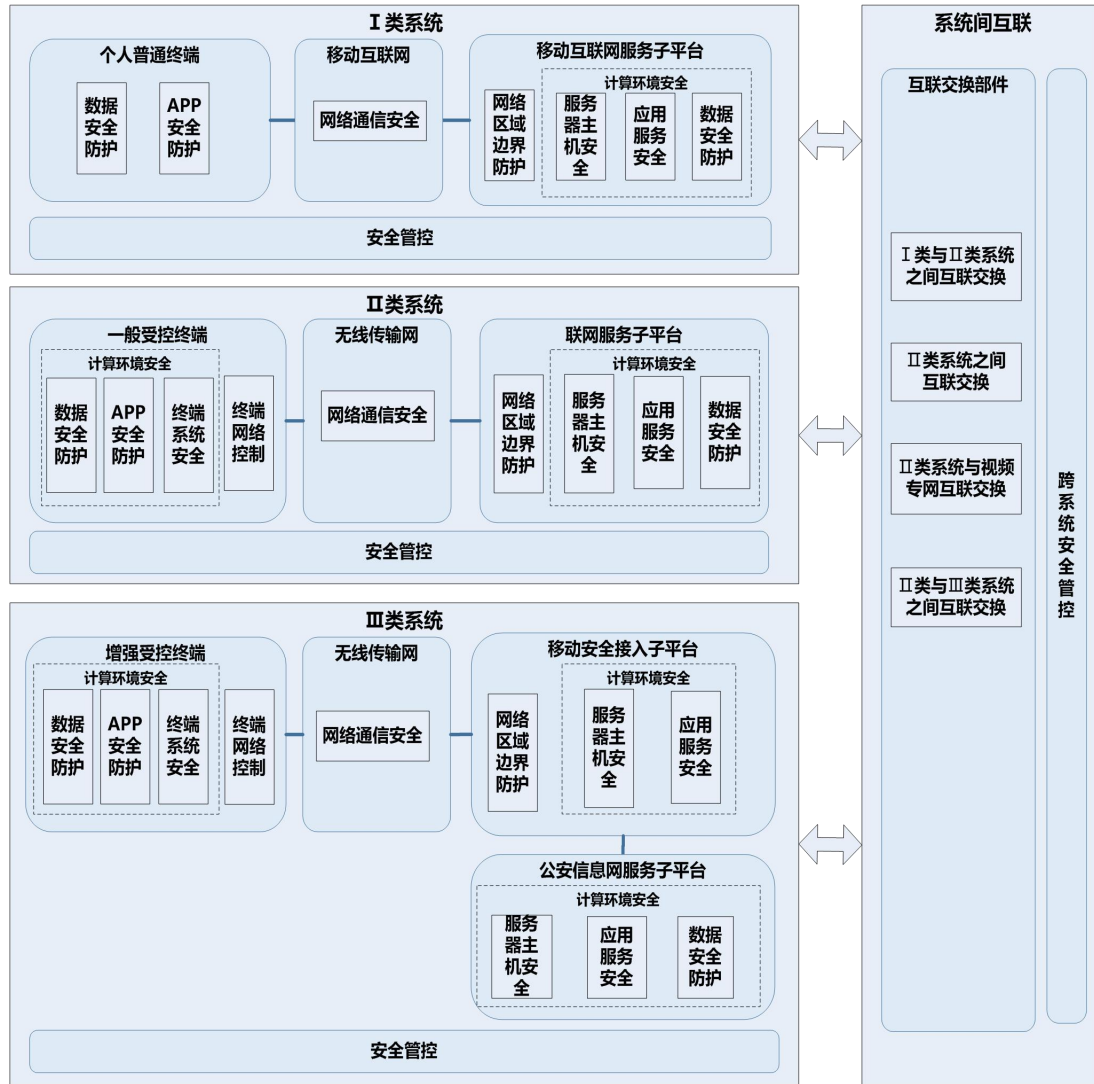 Ⅰ类系统
个人普通终端
数据
安全
防护
APP
安全
防护
移动互联网
网络通信安全
移动互联网服务子平台
网络
区域
边界
防护
计算环境安全
服务
器主
机安
全
应用
服务
安全
数据
安全
防护
安全管控
Ⅱ类系统
一般受控终端
计算环境安全
数据
安全
防护
APP
安全
防护
终端
系统
安全
终端
网络
控制
无线传输网
网络通信安全
联网服务子平台
网络
区域
边界
防护
计算环境安全
服务
器主
机安
全
应用
服务
安全
数据
安全
防护
安全管控
Ⅲ类系统
增强受控终端
计算环境安全
数据
安全
防护
APP
安全
防护
终端
系统
安全
终端
网络
控制
无线传输网
网络通信安全
移动安全接入子平台
网络
区域
边界
防护
计算环境安全
服务
器主
机安
全
应用
服务
安全
公安信息网服务子平台
计算环境安全
服务
器主
机安
全
应用
服务
安全
数据
安全
防护
安全管控
系统间互联
互联交换部件
Ⅰ类与Ⅱ类系统
之间互联交换
Ⅱ类系统之间
互联交换
Ⅱ类系统与视频
专网互联交换
Ⅱ类与Ⅲ类系统
之间互联交换
跨
系
统
安
全
管
控